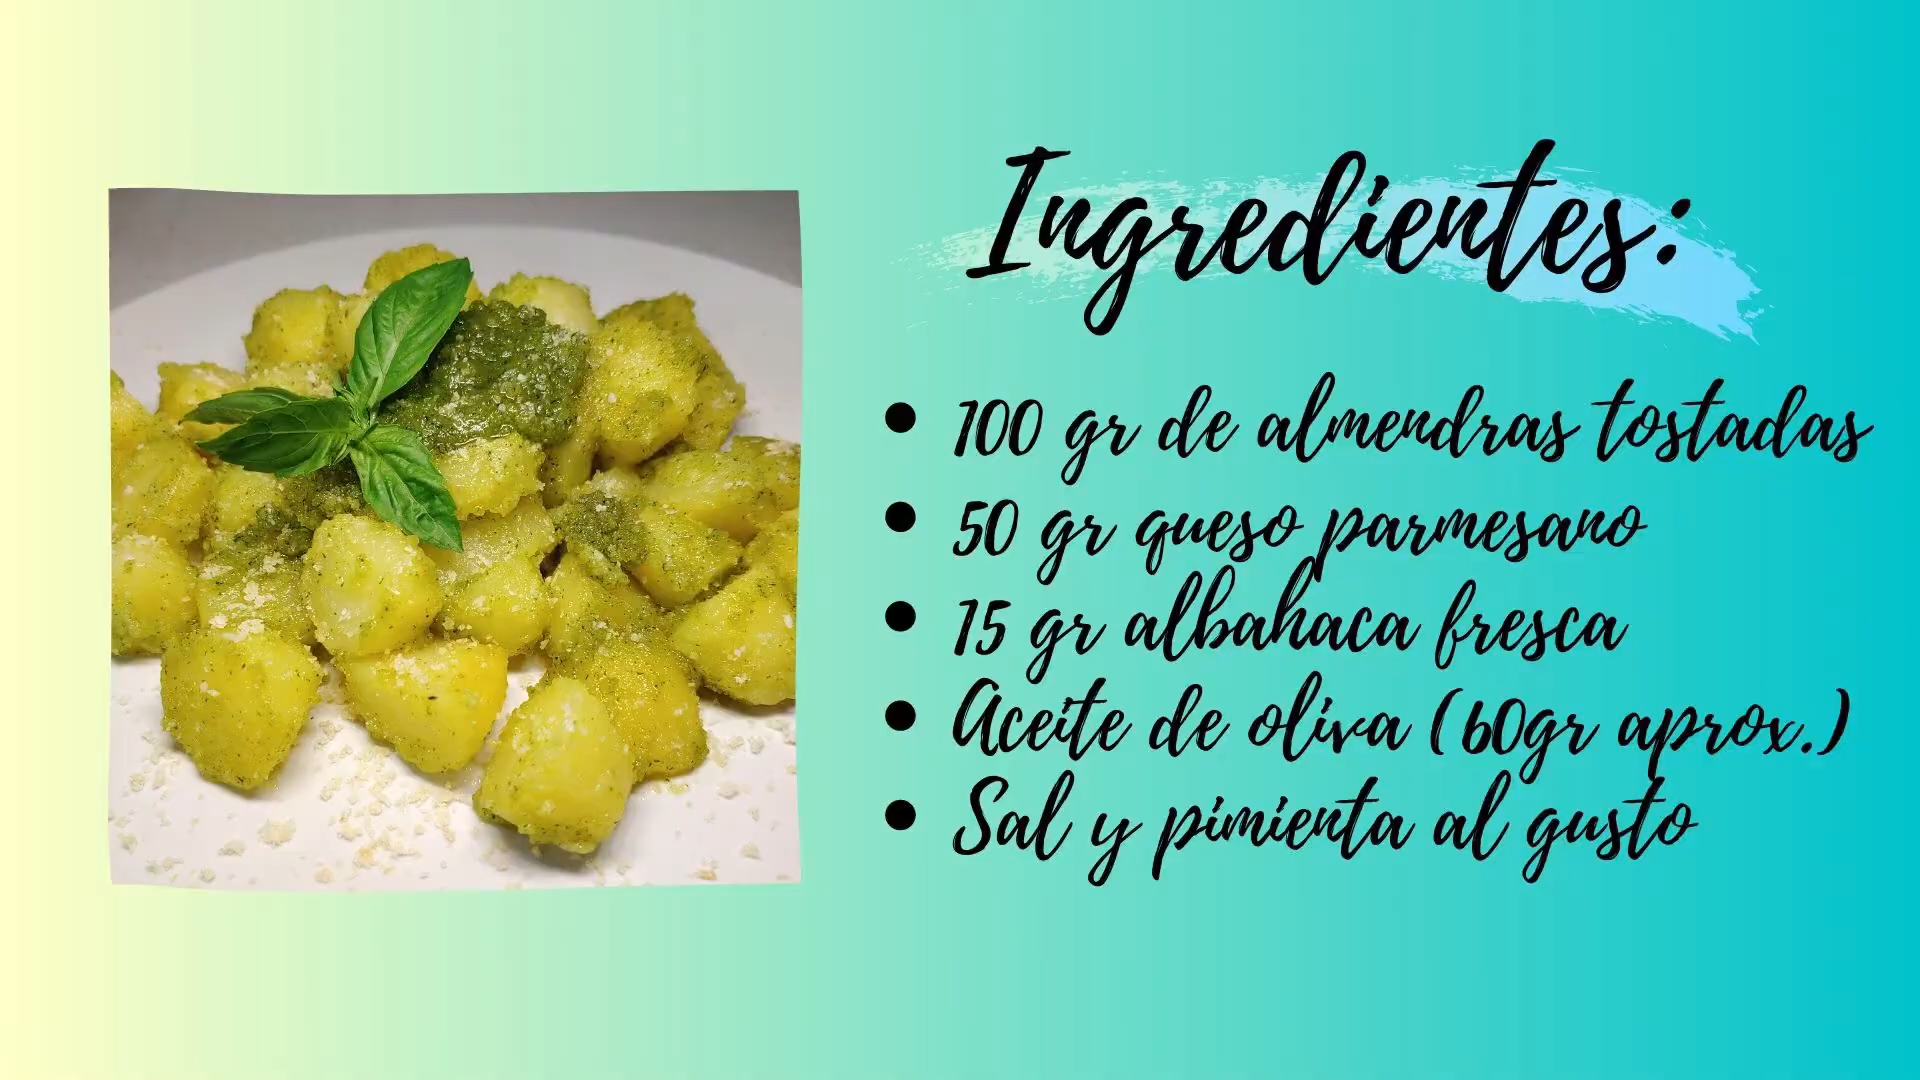 Ingredientes:
100 gr de almendras tostadas
50 gr queso parmesano
15 gr albahaca fresca
Aceite de oliva (60gr aprox.)
Sal y pimienta al gusto